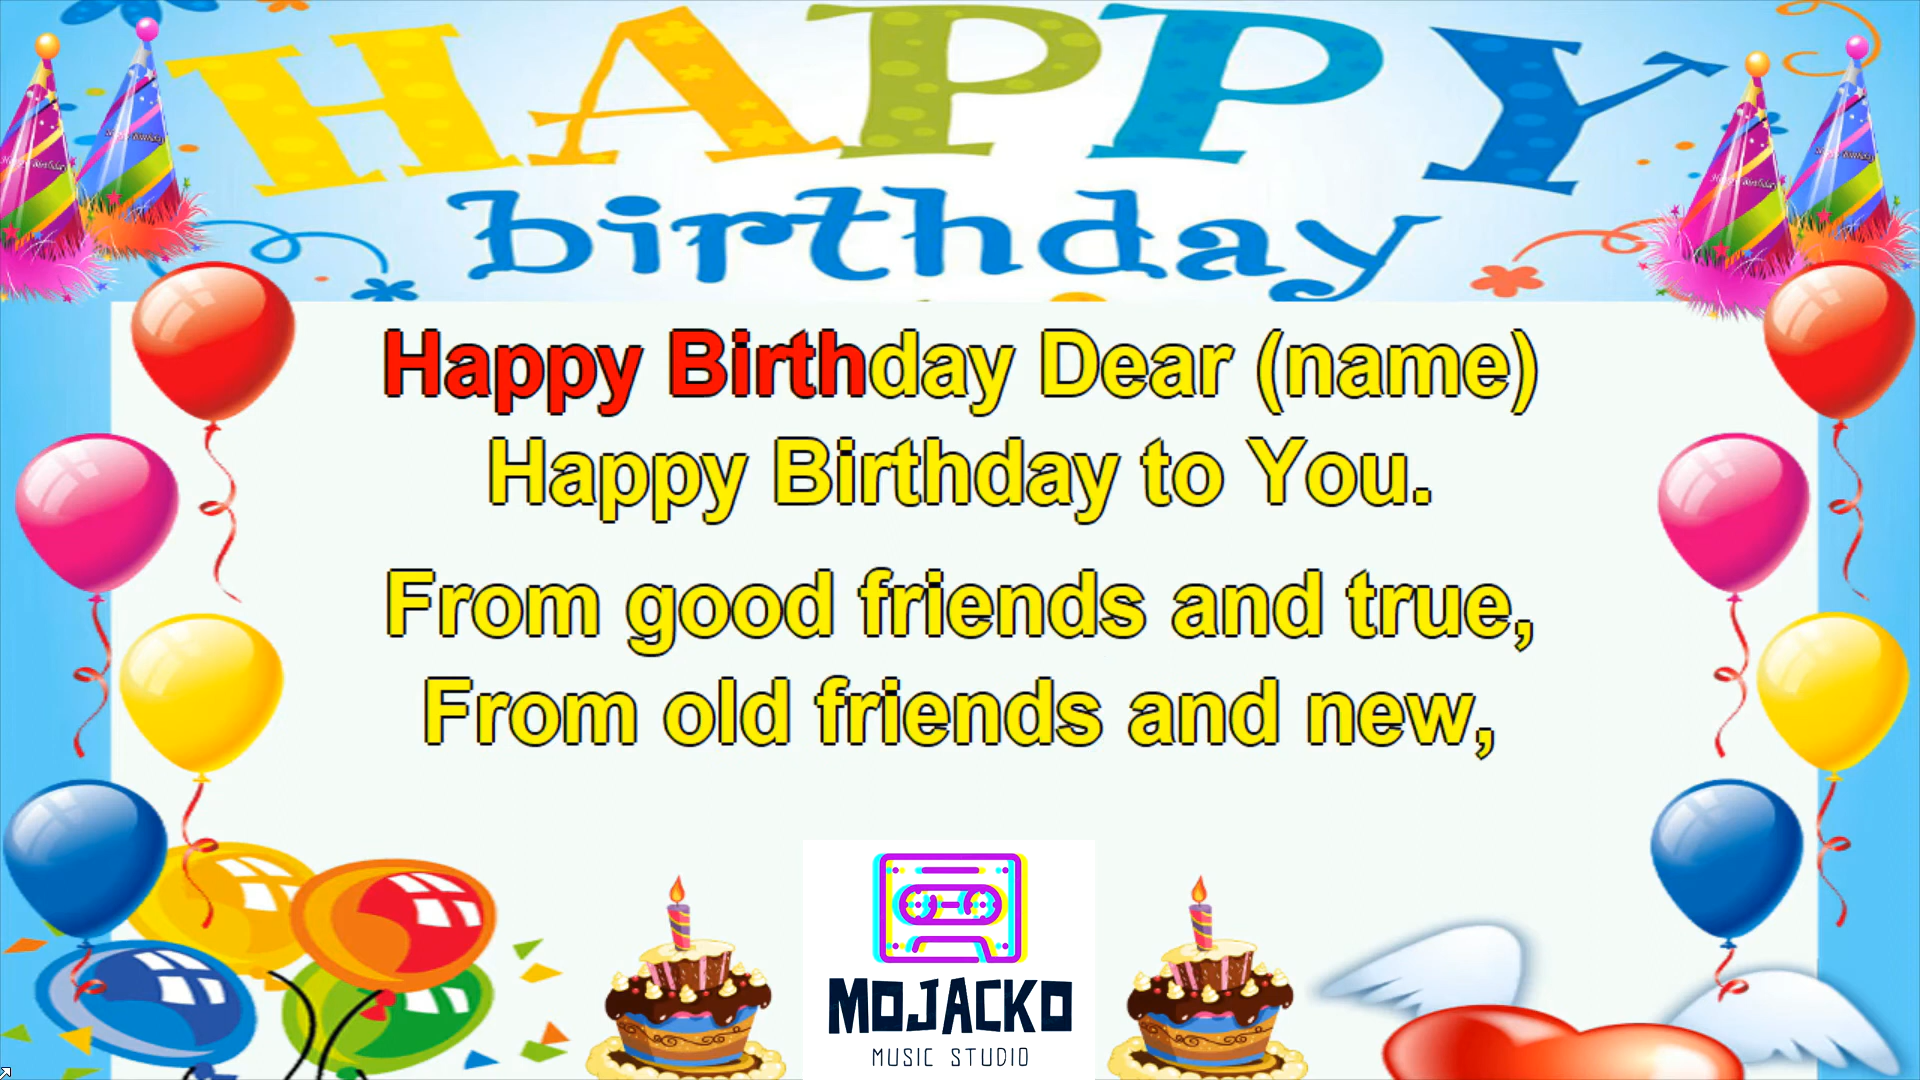 HAPPY
birthday
Happy Birthday Dear (name)
Happy Birthday to You.
From good friends and true,
From old friends and new,
MOJACKO
MUSIC STUDIO